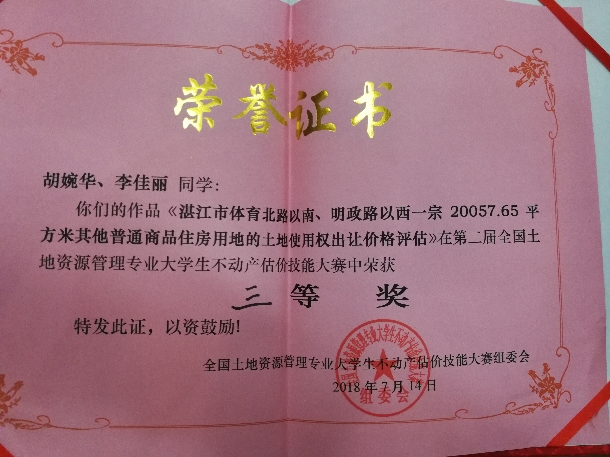 荣誉证书
胡婉华、李佳丽 同学：
你们的作品《湛江市体育北路以南、明政路以西一宗 20057.65 平
方米其他普通商品住房用地的土地使用权出让价格评估》在第二届全国土
地资源管理专业大学生不动产估价技能大赛中荣获
三 等 奖
特发此证，以资鼓励！
全国土地资源管理专业大学生不动产估价技能大赛组委会
2018 年 7 月 14 日
组委会